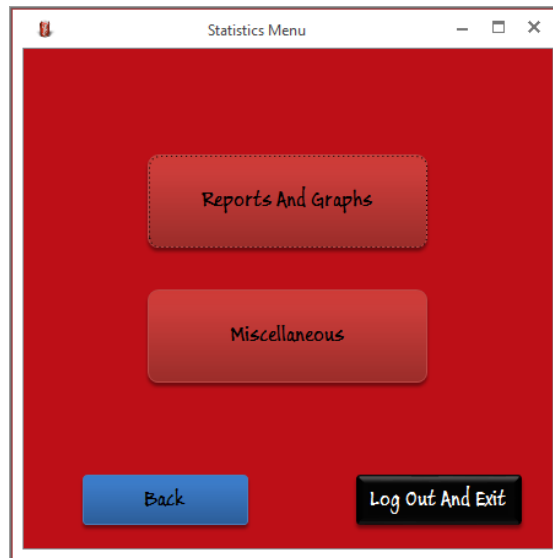 Statistics Menu
Reports And Graphs
Miscellaneous
Back
Log Out And Exit